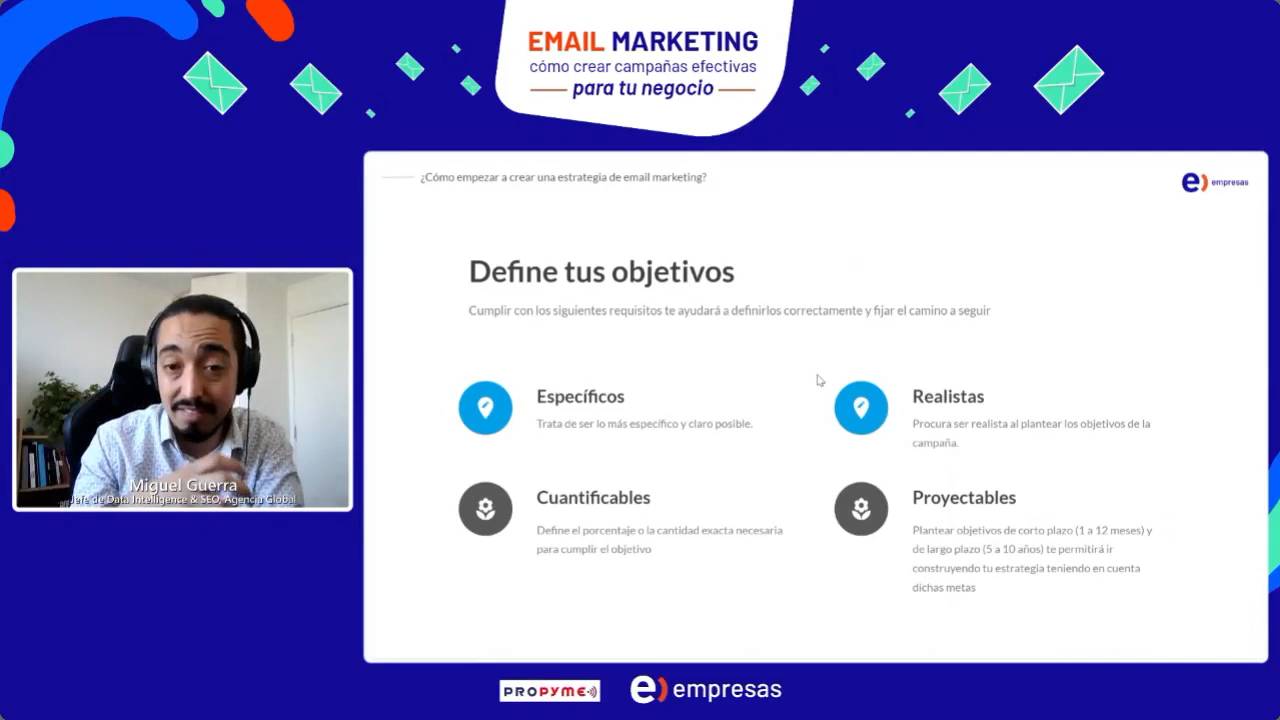 EMAIL MARKETING
cómo crear campañas efectivas
para tu negocio
¿Cómo empezar a crear una estrategia de email marketing?
e) empresas
Define tus objetivos
Cumplir con los siguientes requisitos te ayudará a definirlos correctamente y fijar el camino a seguir
Específicos
Trata de ser lo más específico y claro posible.
Realistas
Procura ser realista al plantear los objetivos de la
campaña.
Cuantificables
Define el porcentaje o la cantidad exacta necesaria
para cumplir el objetivo
Proyectables
Plantear objetivos de corto plazo (1 a 12 meses) y
de largo plazo (5 a 10 años) te permitirá ir
construyendo tu estrategia teniendo en cuenta
dichas metas
Miguel Guerra
Jefe de Data Intelligence & SEO, Agencia Global
PROPYME
e) empresas